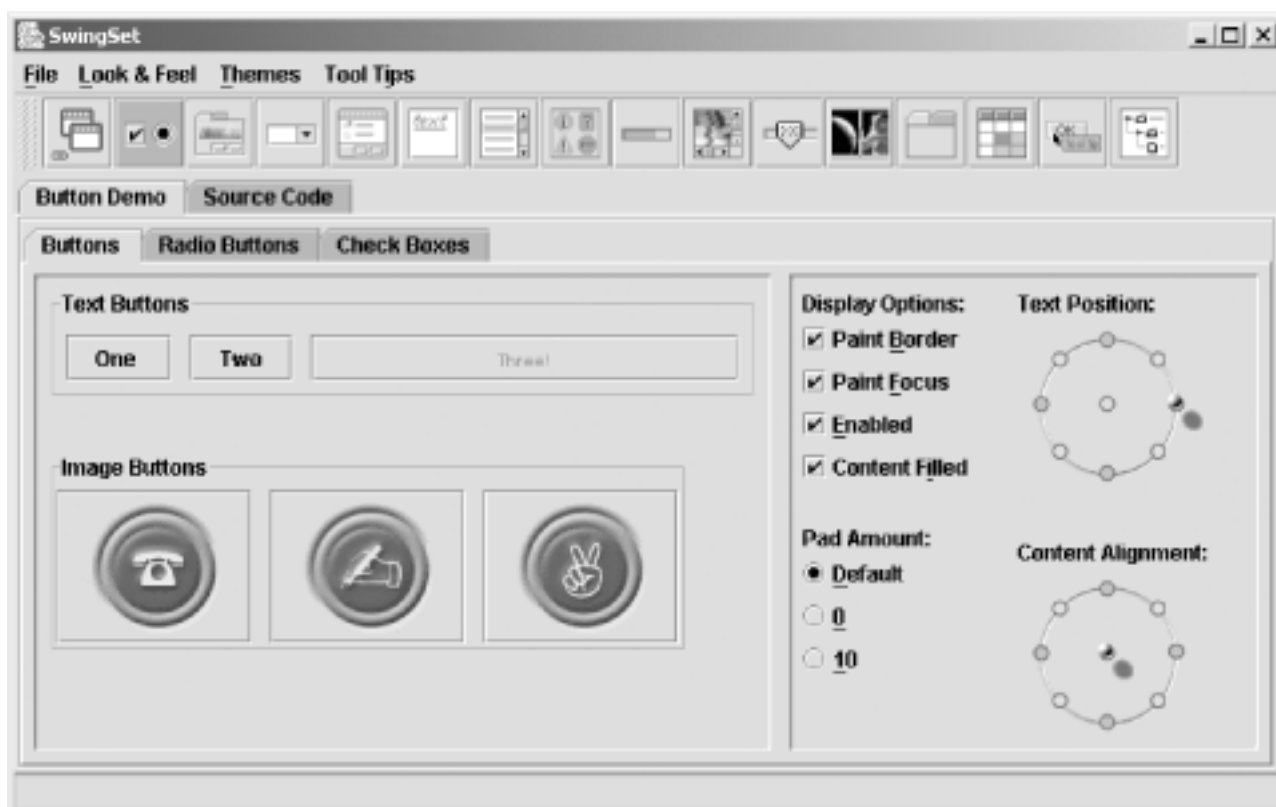 SwingSet
File Look & Feel Themes Tool Tips
text
Button Demo Source Code
Buttons Radio Buttons Check Boxes
Text Buttons
One Two Three!
Image Buttons
Display Options:
Paint Border
Paint Focus
Enabled
Content Filled
Text Position:
Pad Amount:
Default
0
10
Content Alignment: